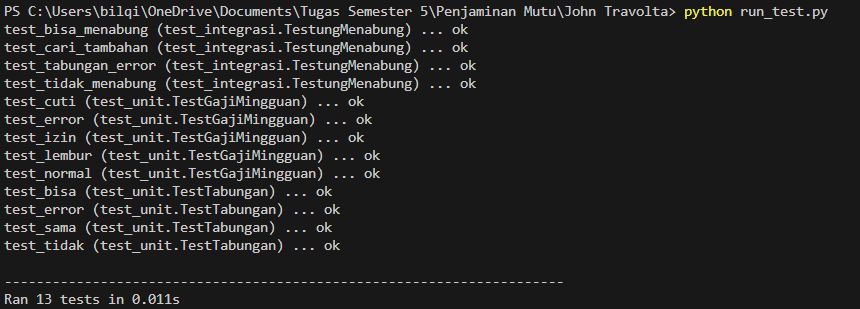 PS C:\Users\bilqi\OneDrive\Documents\Tugas Semester 5\Penjaminan Mutu\John Travolta> python run_test.py
test_bisa_menabung (test_integrasi.TestungMenabung) ... ok
test_cari_tambahan (test_integrasi.TestungMenabung) ... ok
test_tabungan_error (test_integrasi.TestungMenabung) ... ok
test_tidak_menabung (test_integrasi.TestungMenabung) ... ok
test_cuti (test_unit.TestGajiMingguan) ... ok
test_error (test_unit.TestGajiMingguan) ... ok
test_izin (test_unit.TestGajiMingguan) ... ok
test_lembur (test_unit.TestGajiMingguan) ... ok
test_normal (test_unit.TestGajiMingguan) ... ok
test_bisa (test_unit.TestTabungan) ... ok
test_error (test_unit.TestTabungan) ... ok
test_sama (test_unit.TestTabungan) ... ok
test_tidak (test_unit.TestTabungan) ... ok
----------------------------------------------------------------------
Ran 13 tests in 0.011s